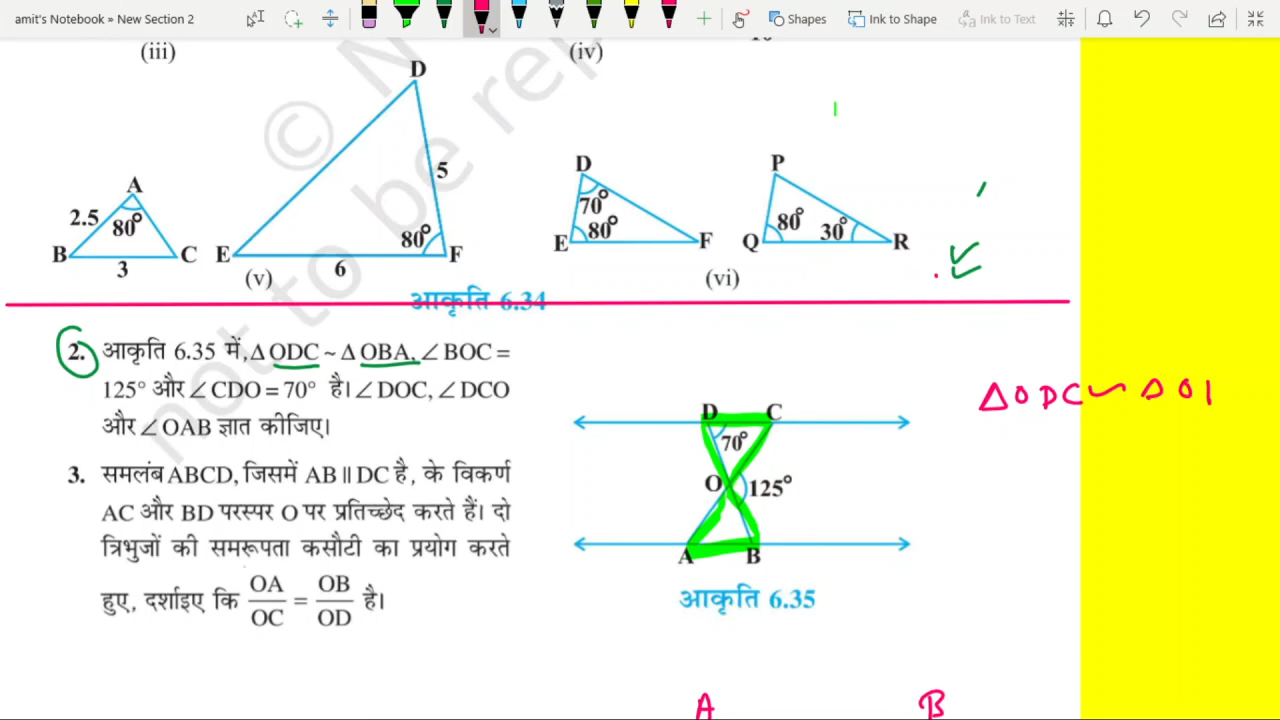 amit's Notebook » New Section 2
Shapes
Ink to Shape
Ink to Text
(iii)
(iv)
D
A
2.5
80°
B
3
C
E
5
80°
F
6
(v)
D
70°
80°
E
F
P
80°
30°
Q
R
(vi)
आकृति 6.34
2. आकृति 6.35 में, Δ ODC ~ Δ OBA, ∠ BOC =
125° और ∠ CDO = 70° है। ∠ DOC, ∠ DCO
और ∠ OAB ज्ञात कीजिए।
3. समलंब ABCD, जिसमें AB || DC है, के विकर्ण
AC और BD परस्पर O पर प्रतिच्छेद करते हैं। दो
त्रिभुजों की समरूपता कसौटी का प्रयोग करते
हुए, दर्शाइए कि OA/OC = OB/OD है।
D C
70°
O 125°
A B
आकृति 6.35
Δ ODC ~ Δ O
A B